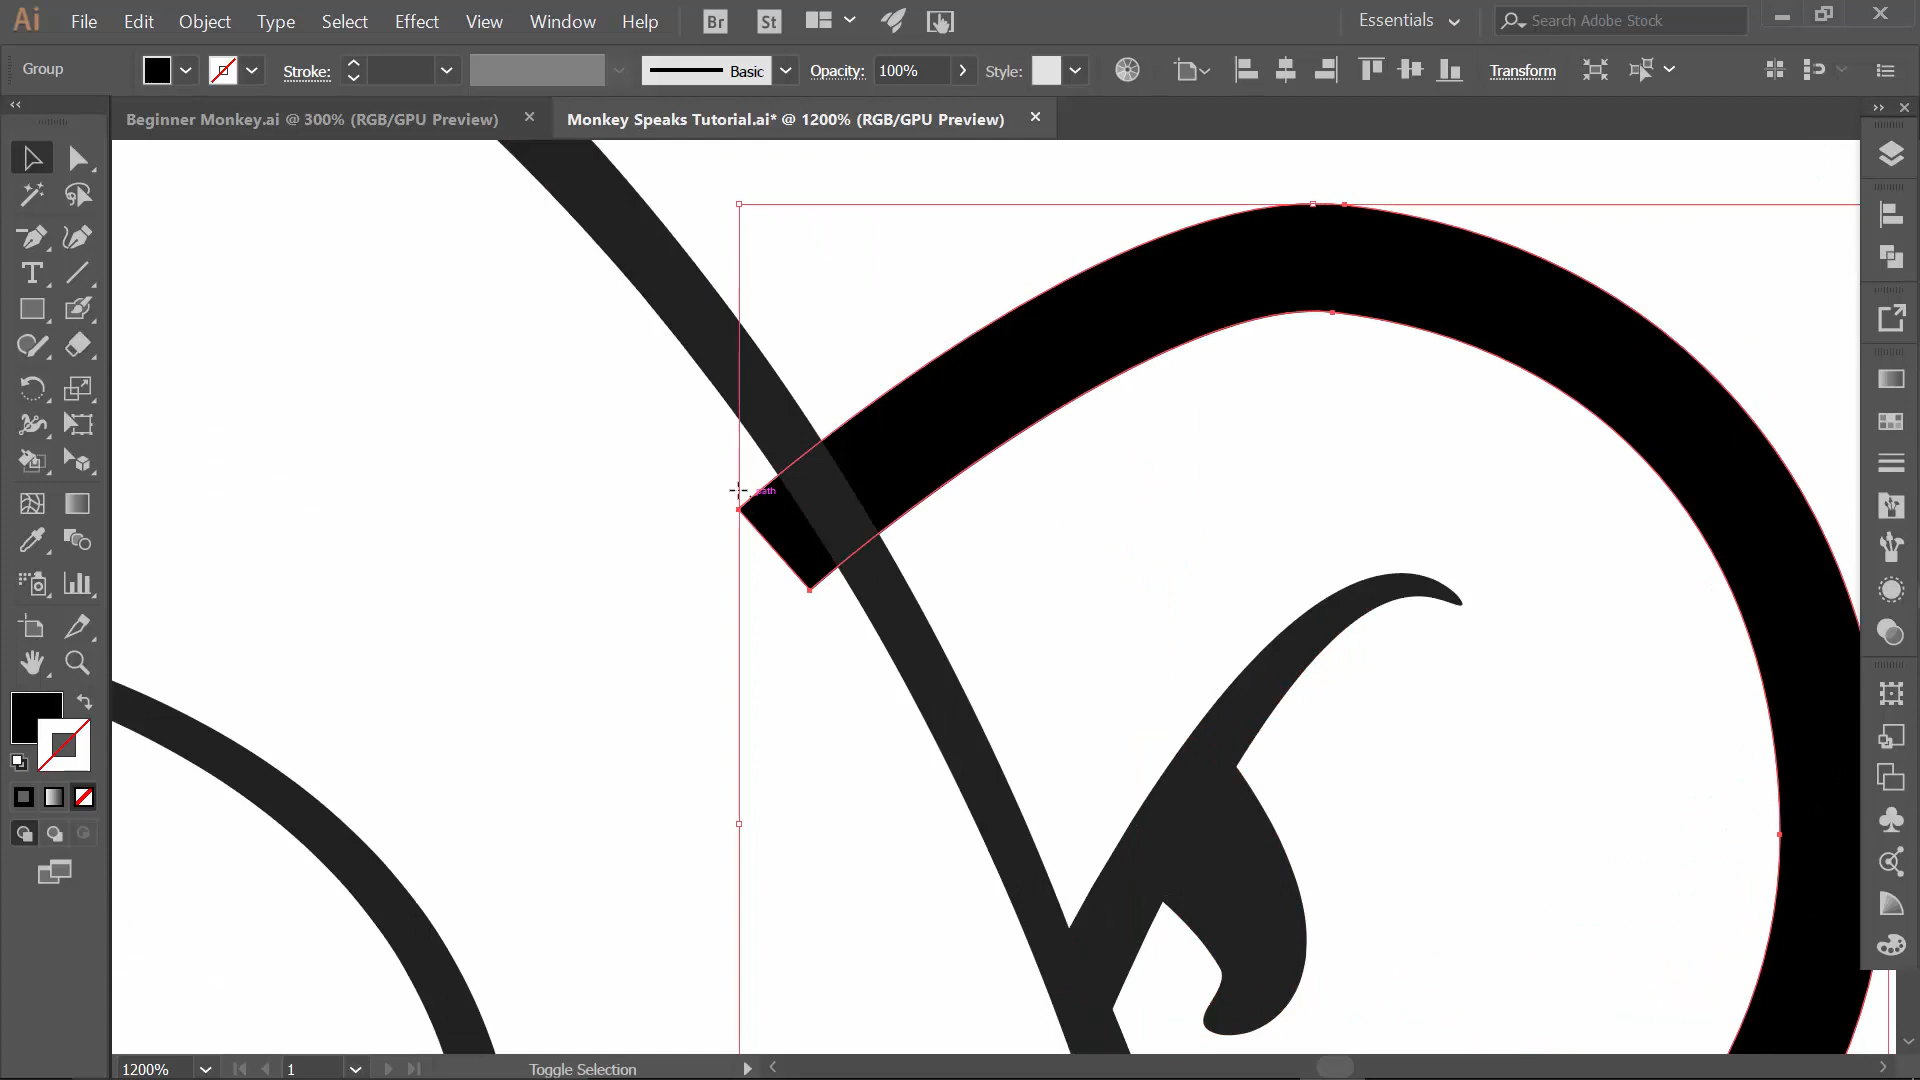 Ai File Edit Object Type Select Effect View Window Help Br St Essentials Search Adobe Stock
Group Stroke: Basic Opacity: 100% Style: Transform
Beginner Monkey.ai @ 300% (RGB/GPU Preview) Monkey Speaks Tutorial.ai* @ 1200% (RGB/GPU Preview)
path
1200% 1 Toggle Selection